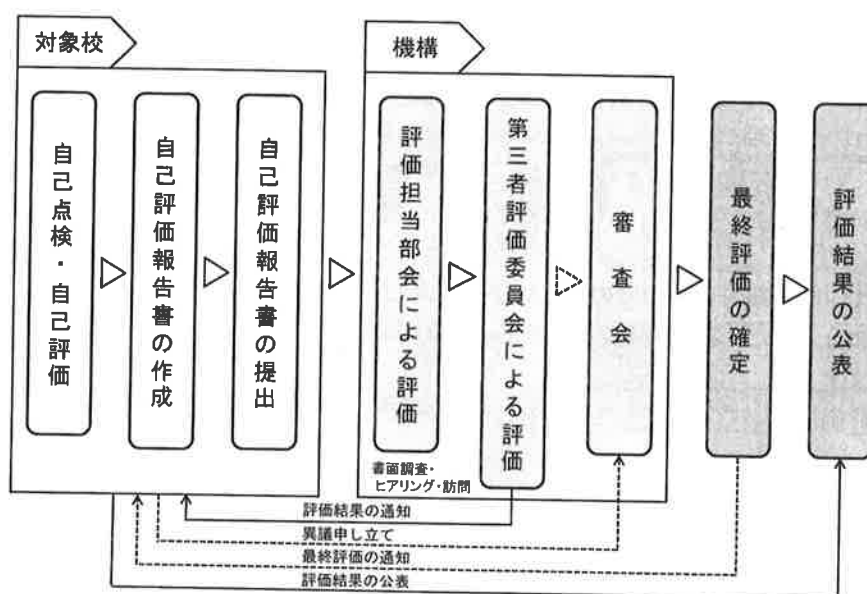 対象校
自己点検・自己評価
自己評価報告書の作成
自己評価報告書の提出
機構
評価担当部会による評価
書面調査・
ヒアリング・訪問
第三者評価委員会による評価
審査会
最終評価の確定
評価結果の公表
評価結果の通知
異議申し立て
最終評価の通知
評価結果の公表